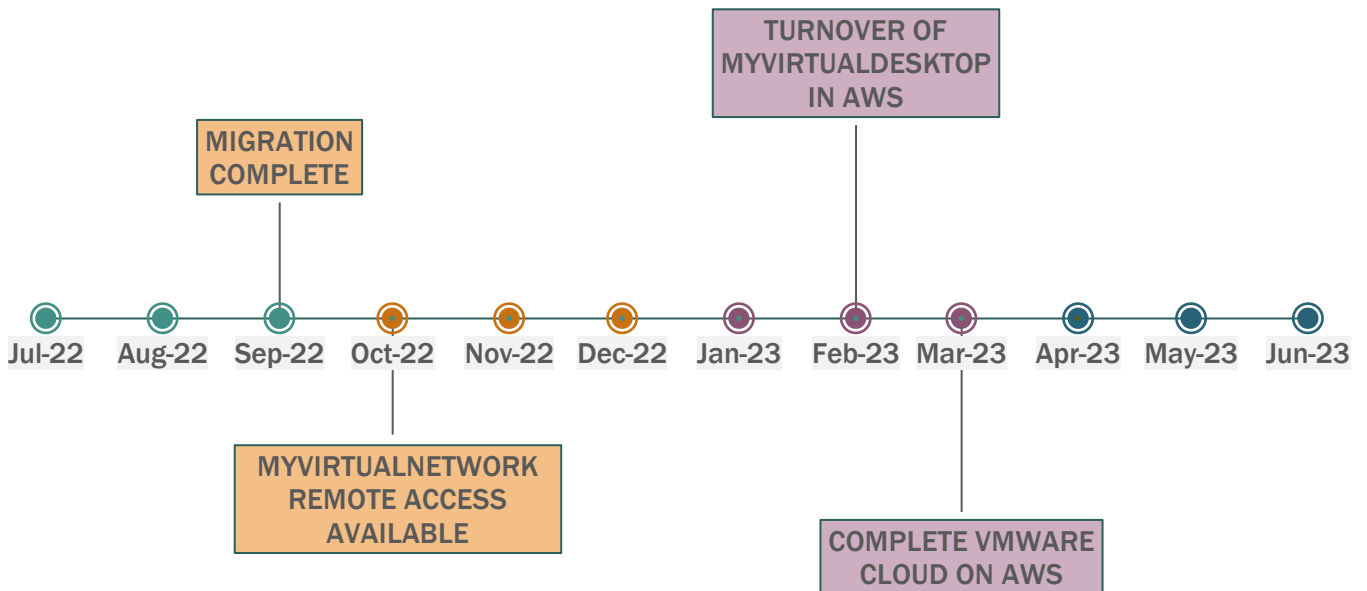 TURNOVER OF
MYVIRTUALDESKTOP
IN AWS
MIGRATION
COMPLETE
Jul-22 Aug-22 Sep-22 Oct-22 Nov-22 Dec-22 Jan-23 Feb-23 Mar-23 Apr-23 May-23 Jun-23
MYVIRTUALNETWORK
REMOTE ACCESS
AVAILABLE
COMPLETE VMWARE
CLOUD ON AWS